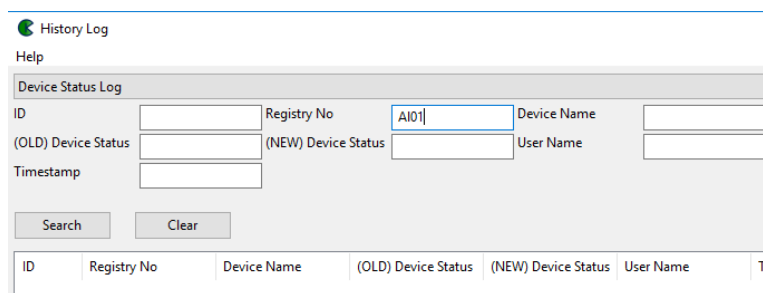 History Log
Help
Device Status Log
ID Registry No AI01 Device Name
(OLD) Device Status (NEW) Device Status User Name
Timestamp
Search Clear
ID Registry No Device Name (OLD) Device Status (NEW) Device Status User Name